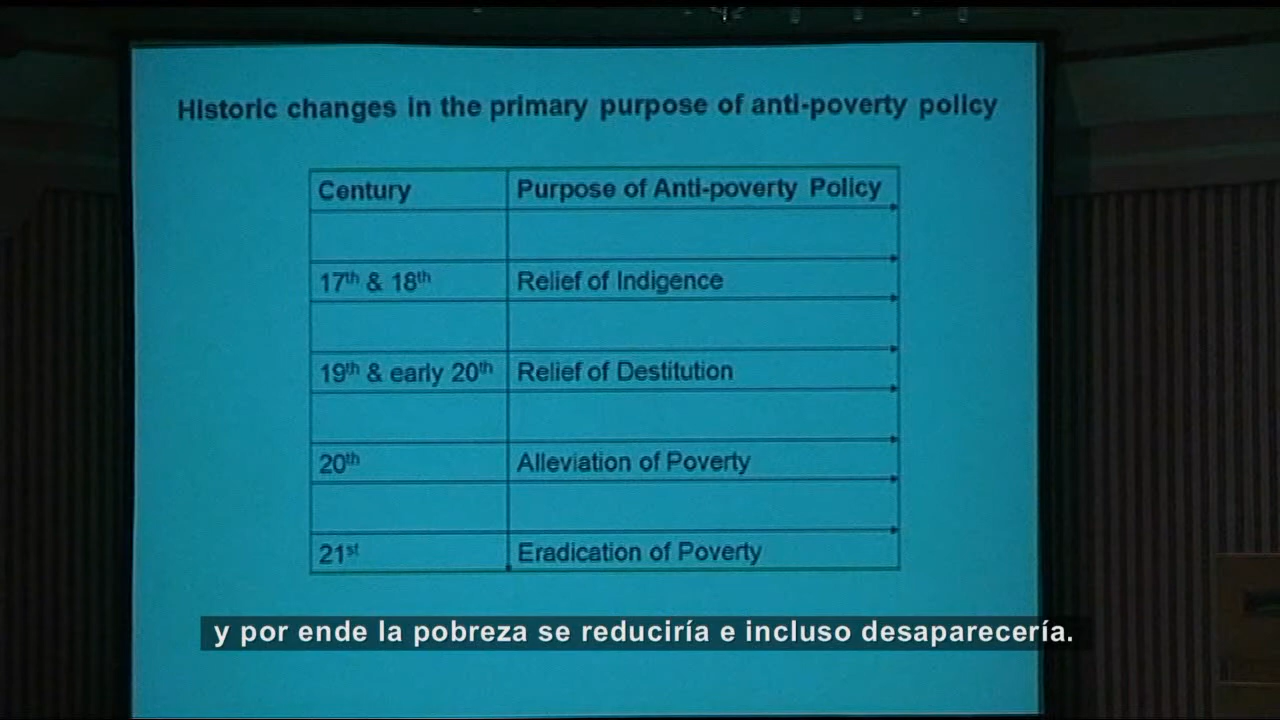 Historic changes in the primary purpose of anti-poverty policy
Century Purpose of Anti-poverty Policy
17th & 18th Relief of Indigence
19th & early 20th Relief of Destitution
20th Alleviation of Poverty
21st Eradication of Poverty
y por ende la pobreza se reduciría e incluso desaparecería.